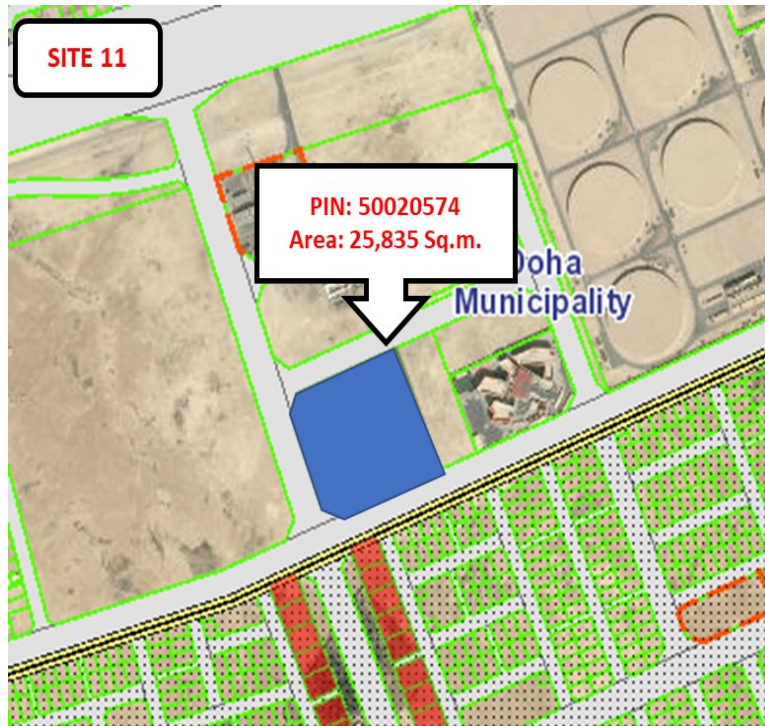 SITE 11
PIN: 50020574
Area: 25,835 Sq.m.
Doha
Municipality